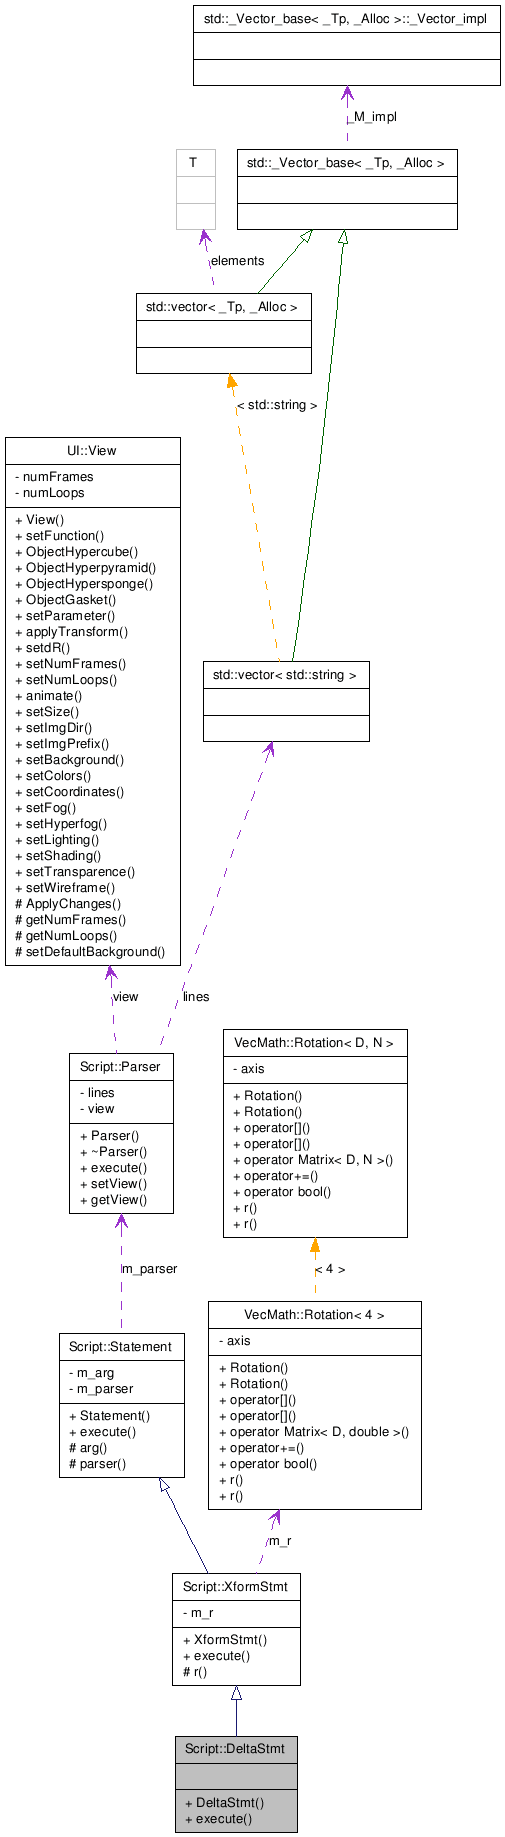 std::_Vector_base< _Tp, _Alloc >::_Vector_impl
_M_impl
T
std::_Vector_base< _Tp, _Alloc >
elements
std::vector< _Tp, _Alloc >
< std::string >
UI::View
- numFrames
- numLoops
+ View()
+ setFunction()
+ ObjectHypercube()
+ ObjectHyperpyramid()
+ ObjectHypersponge()
+ ObjectGasket()
+ setParameter()
+ applyTransform()
+ setdR()
+ setNumFrames()
+ setNumLoops()
+ animate()
+ setSize()
+ setImgDir()
+ setImgPrefix()
+ setBackground()
+ setColors()
+ setCoordinates()
+ setFog()
+ setHyperfog()
+ setLighting()
+ setShading()
+ setTransparence()
+ setWireframe()
# ApplyChanges()
# getNumFrames()
# getNumLoops()
# setDefaultBackground()
std::vector< std::string >
view
lines
Script::Parser
- lines
- view
+ Parser()
+ ~Parser()
+ execute()
+ setView()
+ getView()
VecMath::Rotation< D, N >
- axis
+ Rotation()
+ Rotation()
+ operator[]()
+ operator[]()
+ operator Matrix< D, N >()
+ operator+=()
+ operator bool()
+ r()
+ r()
m_parser
< 4 >
Script::Statement
- m_arg
- m_parser
+ Statement()
+ execute()
# arg()
# parser()
VecMath::Rotation< 4 >
- axis
+ Rotation()
+ Rotation()
+ operator[]()
+ operator[]()
+ operator Matrix< D, double >()
+ operator+=()
+ operator bool()
+ r()
+ r()
m_r
Script::XformStmt
- m_r
+ XformStmt()
+ execute()
# r()
Script::DeltaStmt
+ DeltaStmt()
+ execute()